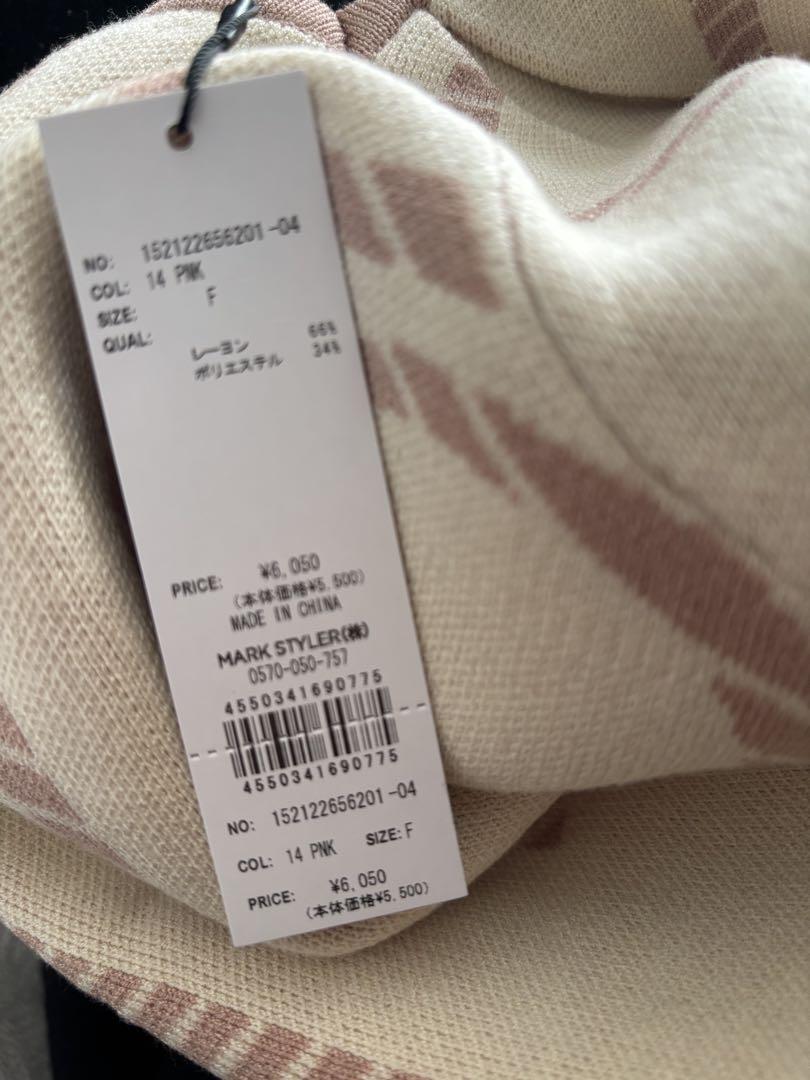 NO: 152122656201-04
COL: 14 PNK
SIZE: F
QUAL:
レーヨン 66%
ポリエステル 34%
PRICE: ¥6,050
(本体価格¥5,500)
MADE IN CHINA
MARK STYLER(株)
0570-050-757
4550341690775
4550341690775
NO: 152122656201-04
COL: 14 PNK SIZE: F
PRICE: ¥6,050
(本体価格¥5,500)